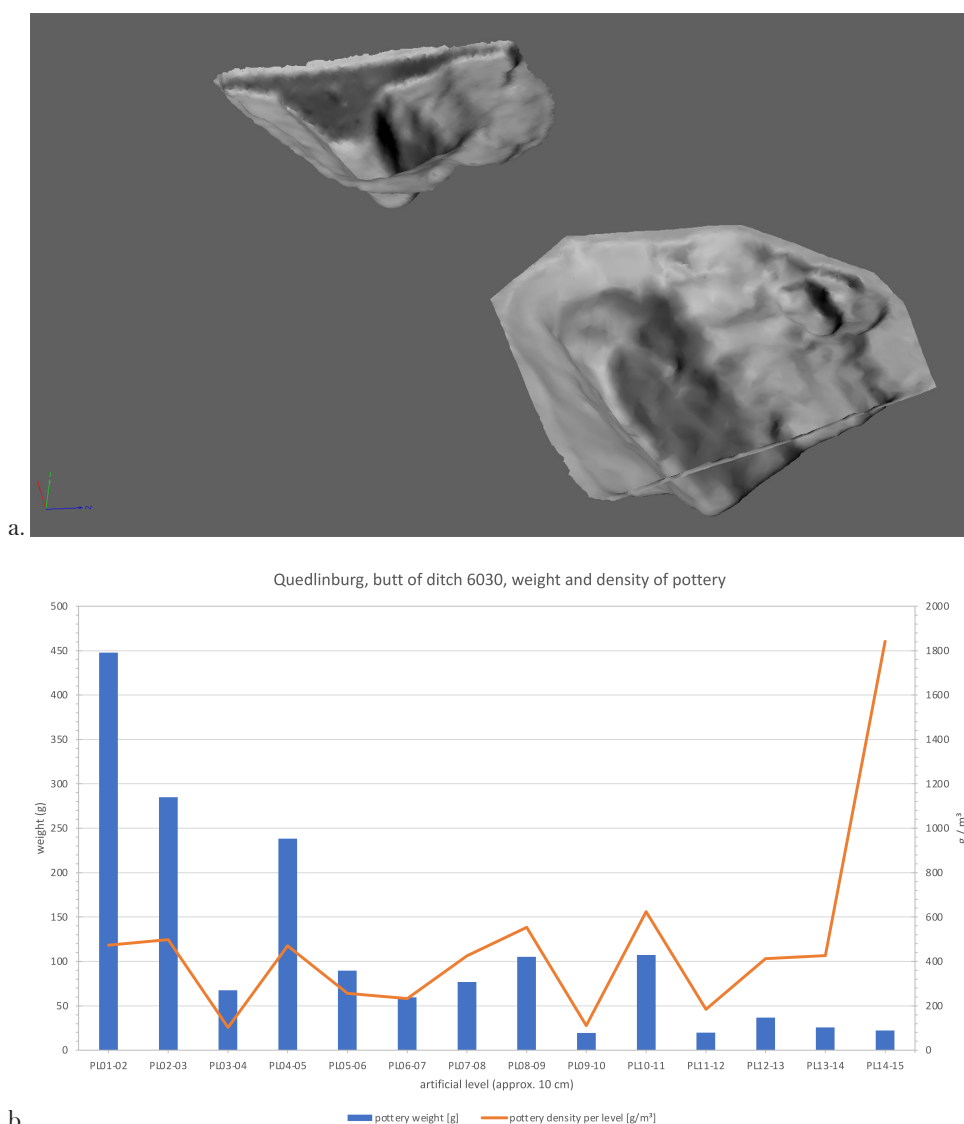 a.
Quedlinburg, butt of ditch 6030, weight and density of pottery
500 2000
450 1800
400 1600
350 1400
300 1200
250 1000
200 800
150 600
100 400
50 200
0 0
weight (g)
g / m³
PL01-02 PL02-03 PL03-04 PL04-05 PL05-06 PL06-07 PL07-08 PL08-09 PL09-10 PL10-11 PL11-12 PL12-13 PL13-14 PL14-15
artificial level (approx. 10 cm)
pottery weight [g] pottery density per level [g/m³]
b